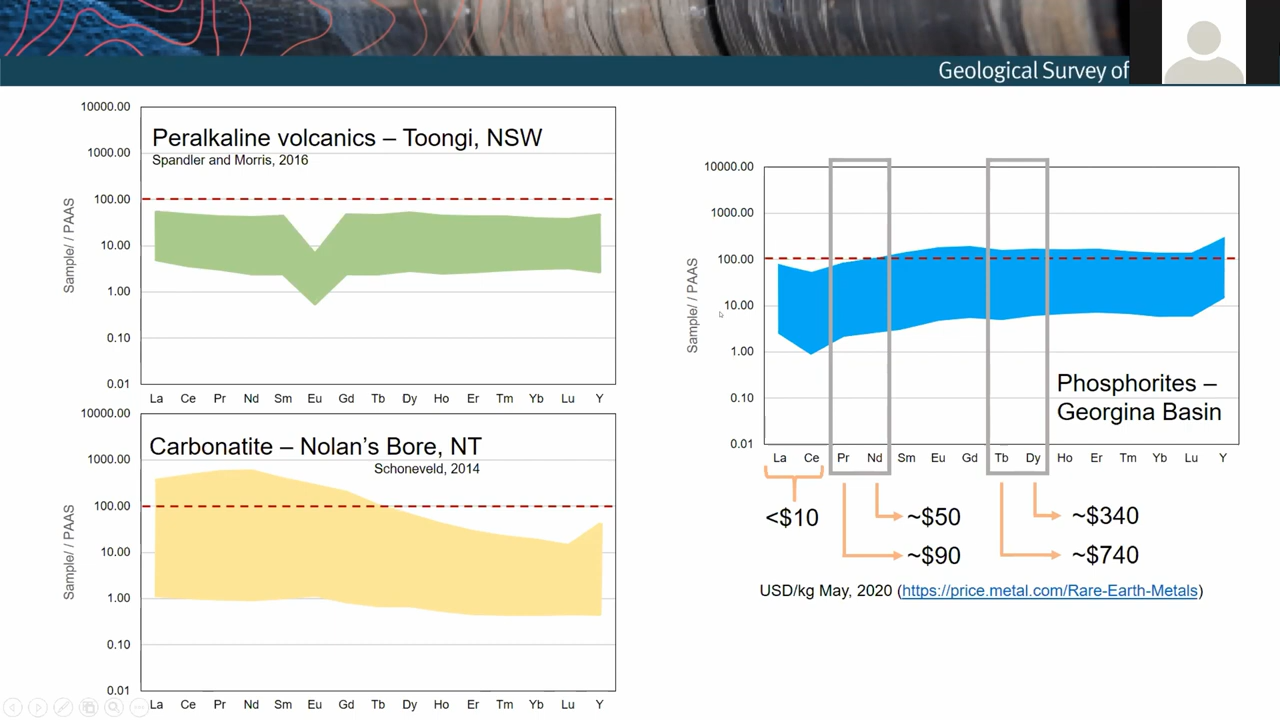 Geological Survey of
10000.00
Peralkaline volcanics – Toongi, NSW
1000.00
Spandler and Morris, 2016
100.00
10.00
1.00
0.10
0.01
Sample/ / PAAS
La Ce Pr Nd Sm Eu Gd Tb Dy Ho Er Tm Yb Lu Y
10000.00
Carbonatite – Nolan's Bore, NT
1000.00
Schoneveld, 2014
100.00
10.00
1.00
0.10
0.01
Sample/ / PAAS
La Ce Pr Nd Sm Eu Gd Tb Dy Ho Er Tm Yb Lu Y
10000.00
1000.00
100.00
10.00
1.00
0.10
0.01
Sample/ / PAAS
Phosphorites –
Georgina Basin
La Ce Pr Nd Sm Eu Gd Tb Dy Ho Er Tm Yb Lu Y
<$10 ~$50 ~$340
~$90 ~$740
USD/kg May, 2020 (https://price.metal.com/Rare-Earth-Metals)